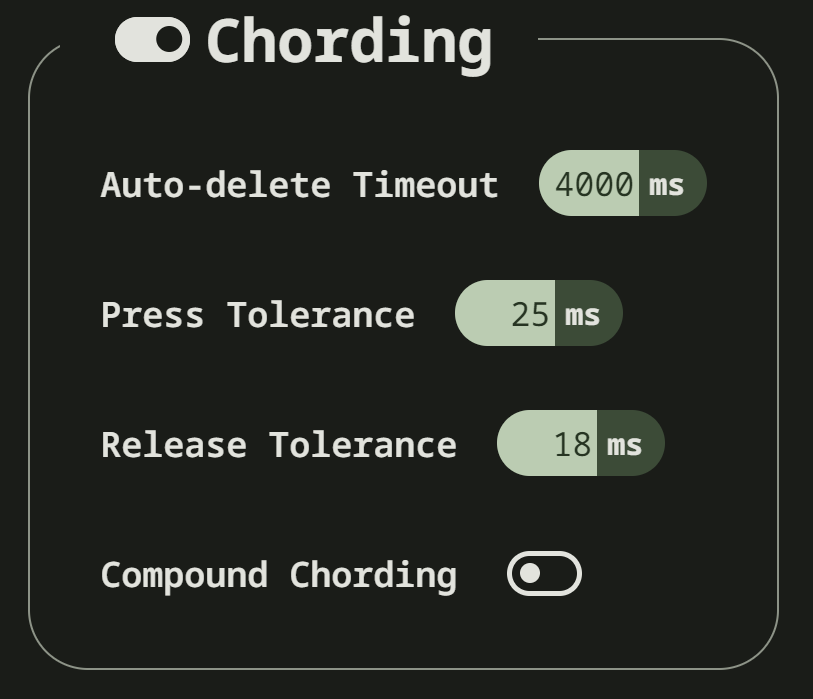 Chording
Auto-delete Timeout 4000 ms
Press Tolerance 25 ms
Release Tolerance 18 ms
Compound Chording